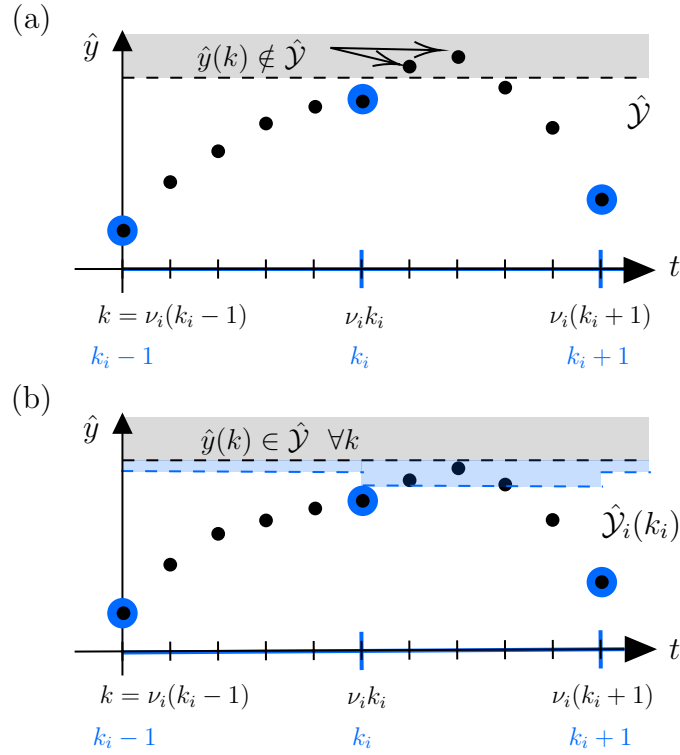 (a)
ŷ
ŷ(k) ∉ 𝒴̂
𝒴̂
t
k = νᵢ(kᵢ − 1) νᵢkᵢ νᵢ(kᵢ + 1)
kᵢ − 1 kᵢ kᵢ + 1
(b)
ŷ
ŷ(k) ∈ 𝒴̂ ∀k
𝒴̂ᵢ(kᵢ)
t
k = νᵢ(kᵢ − 1) νᵢkᵢ νᵢ(kᵢ + 1)
kᵢ − 1 kᵢ kᵢ + 1